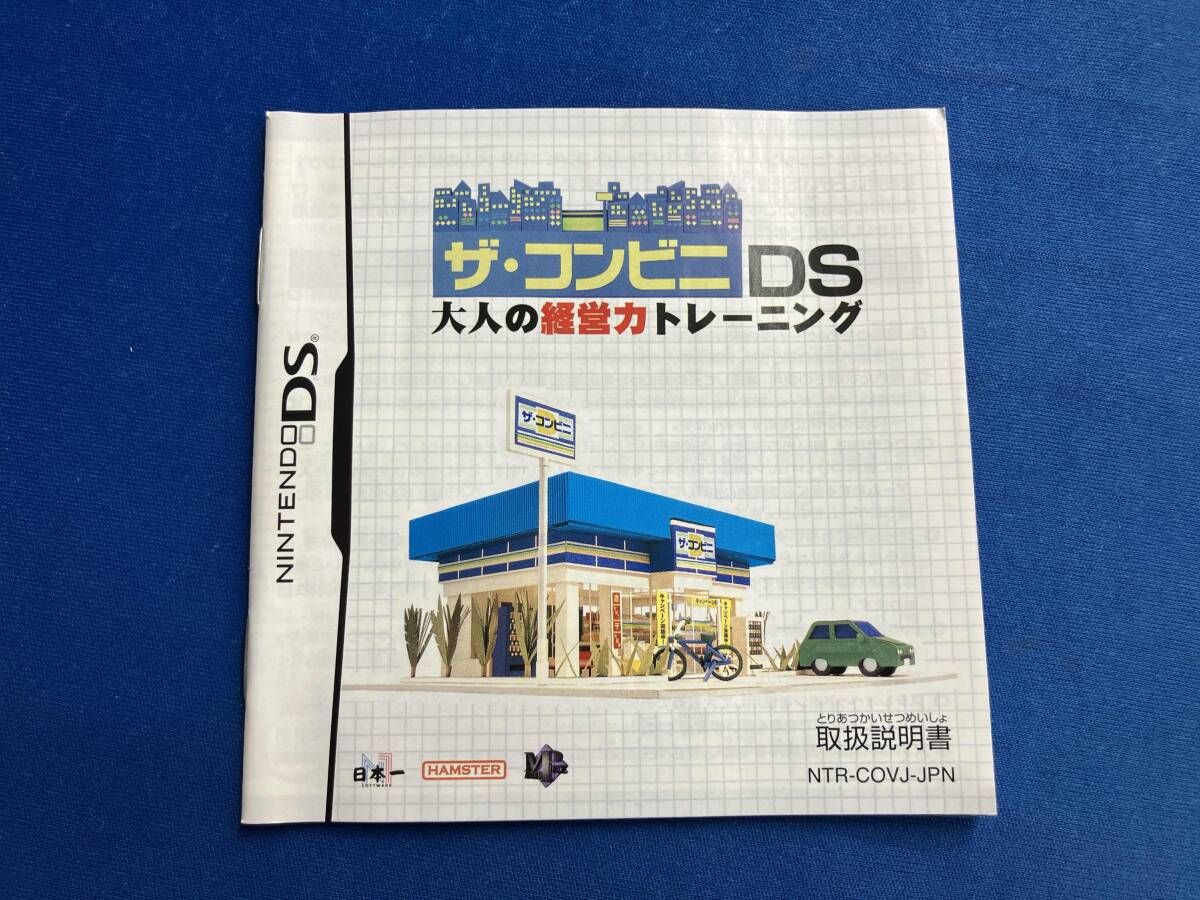 ザ・コンビニ DS
大人の経営力トレーニング
NINTENDO DS®
ザ・コンビニ
ザ・コンビニ
とりあつかいせつめいしょ
取扱説明書
日本一
SOFTWARE
HAMSTER
NTR-COVJ-JPN